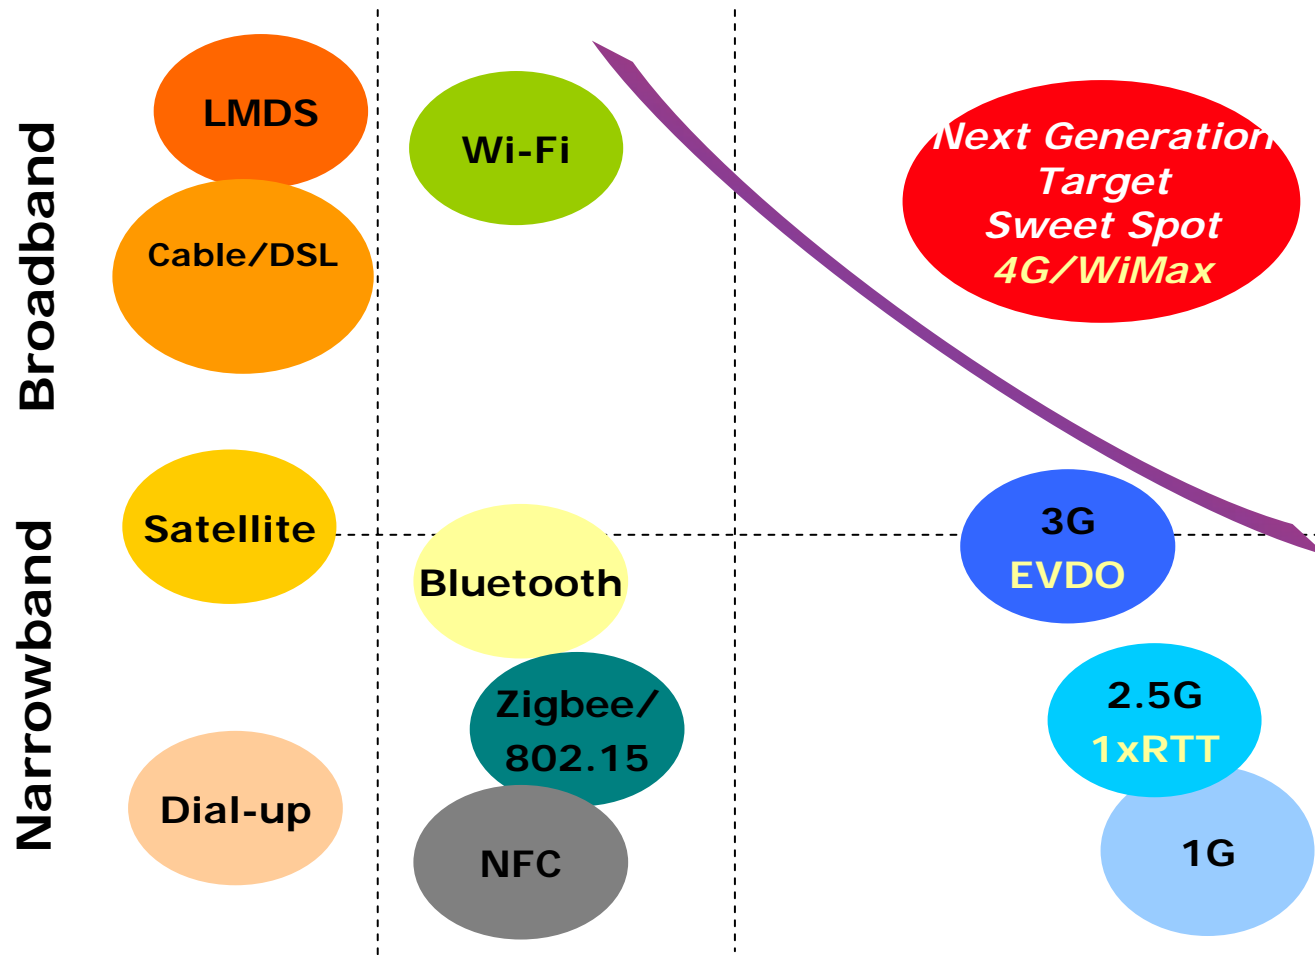 Broadband
Narrowband
LMDS
Cable/DSL
Satellite
Dial-up
Wi-Fi
Bluetooth
Zigbee/
802.15
NFC
Next Generation
Target
Sweet Spot
4G/WiMax
3G
EVDO
2.5G
1xRTT
1G